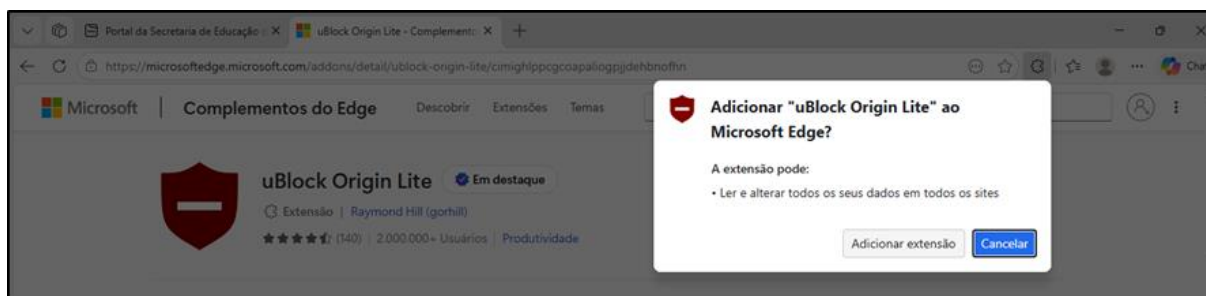 Portal da Secretaria de Educação
uBlock Origin Lite - Complemento
https://microsoftedge.microsoft.com/addons/detail/ublock-origin-lite/cimighlppcgcoapaliogpjjdehbnofhn
Microsoft | Complementos do Edge Descobrir Extensões Temas
uBlock Origin Lite Em destaque
Extensão | Raymond Hill (gorhill)
(140) | 2.000.000+ Usuários | Produtividade
Adicionar "uBlock Origin Lite" ao
Microsoft Edge?
A extensão pode:
• Ler e alterar todos os seus dados em todos os sites
Adicionar extensão Cancelar